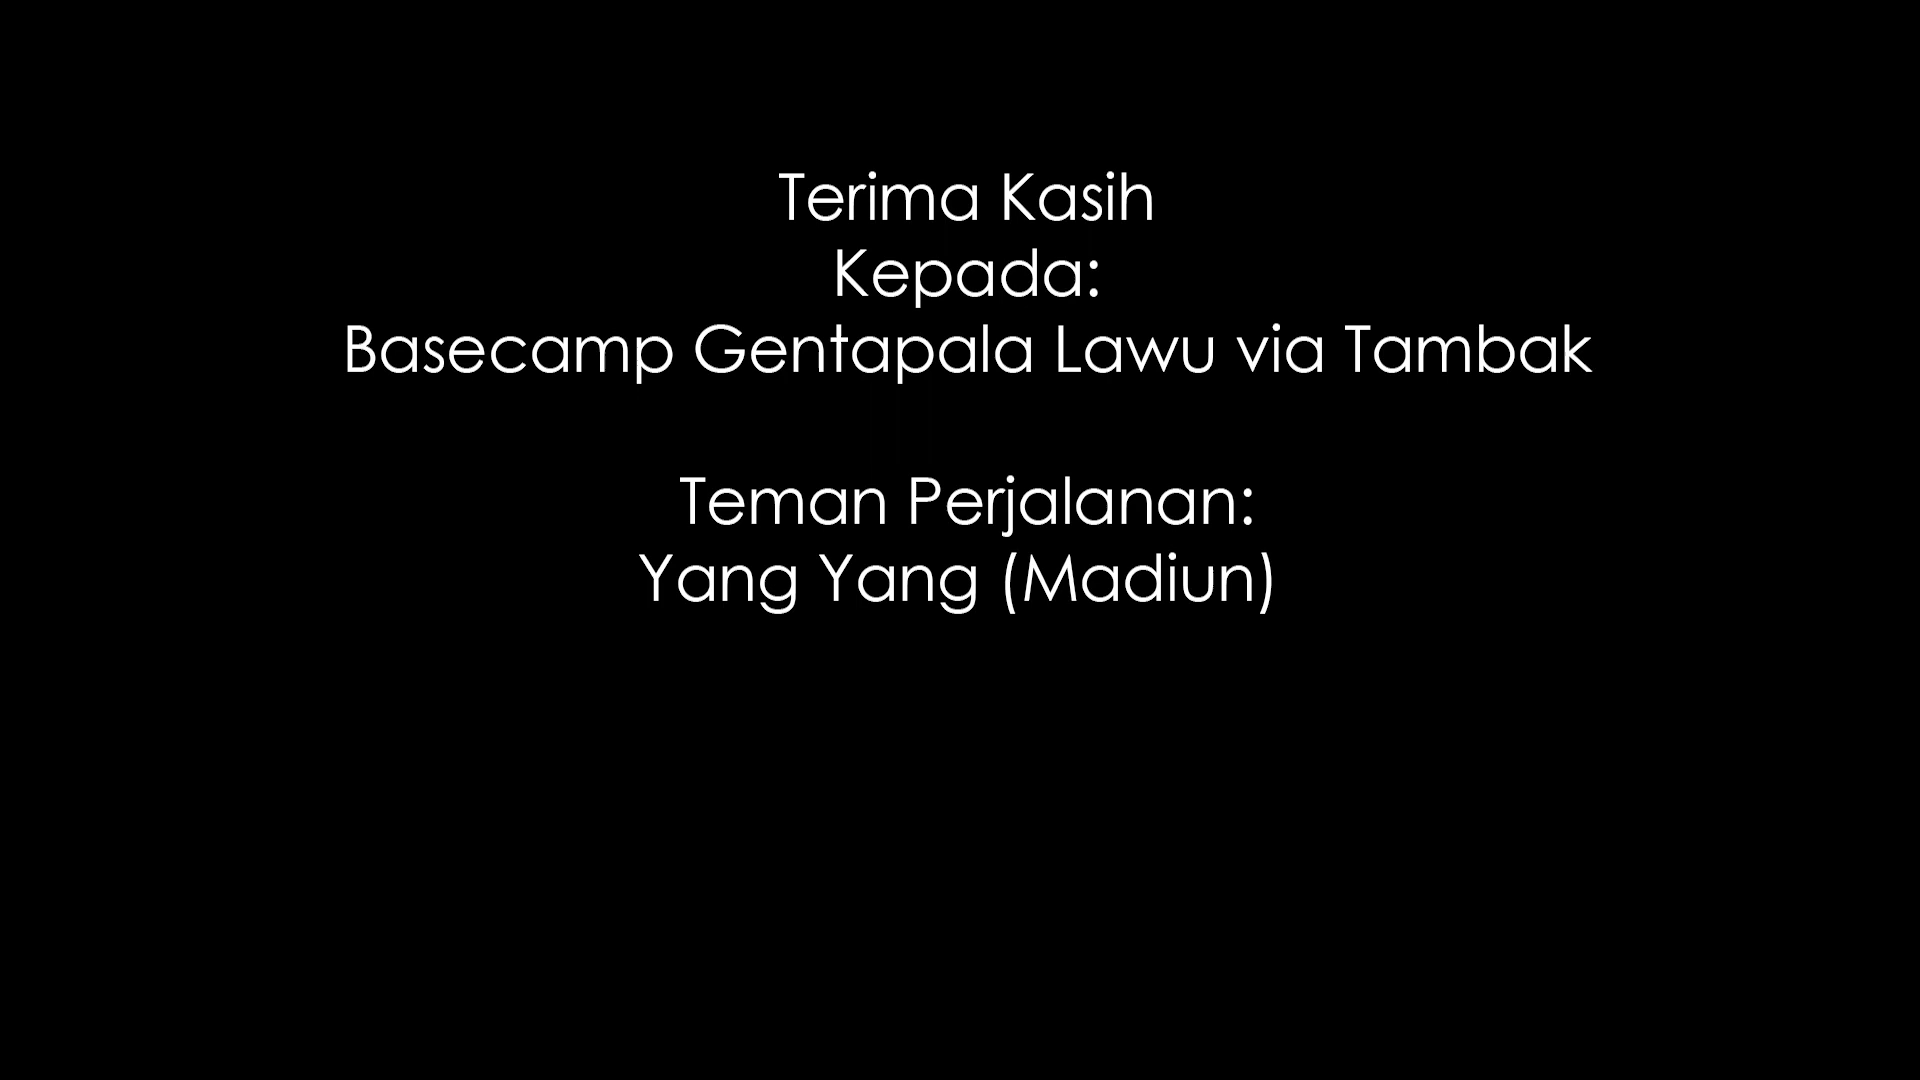 Terima Kasih
Kepada:
Basecamp Gentapala Lawu via Tambak
Teman Perjalanan:
Yang Yang (Madiun)